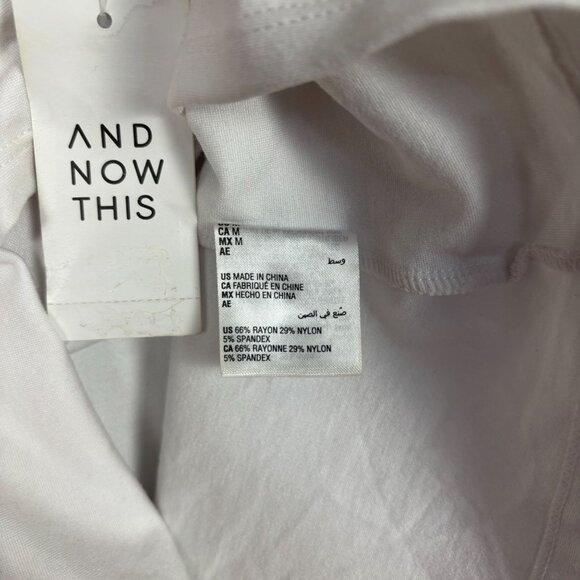 AND
NOW
THIS
CA M
MX M
AE
وسط
US MADE IN CHINA
CA FABRIQUÉ EN CHINE
MX HECHO EN CHINA
AE
صنع في الصين
US 66% RAYON 29% NYLON
5% SPANDEX
CA 66% RAYONNE 29% NYLON
5% SPANDEX